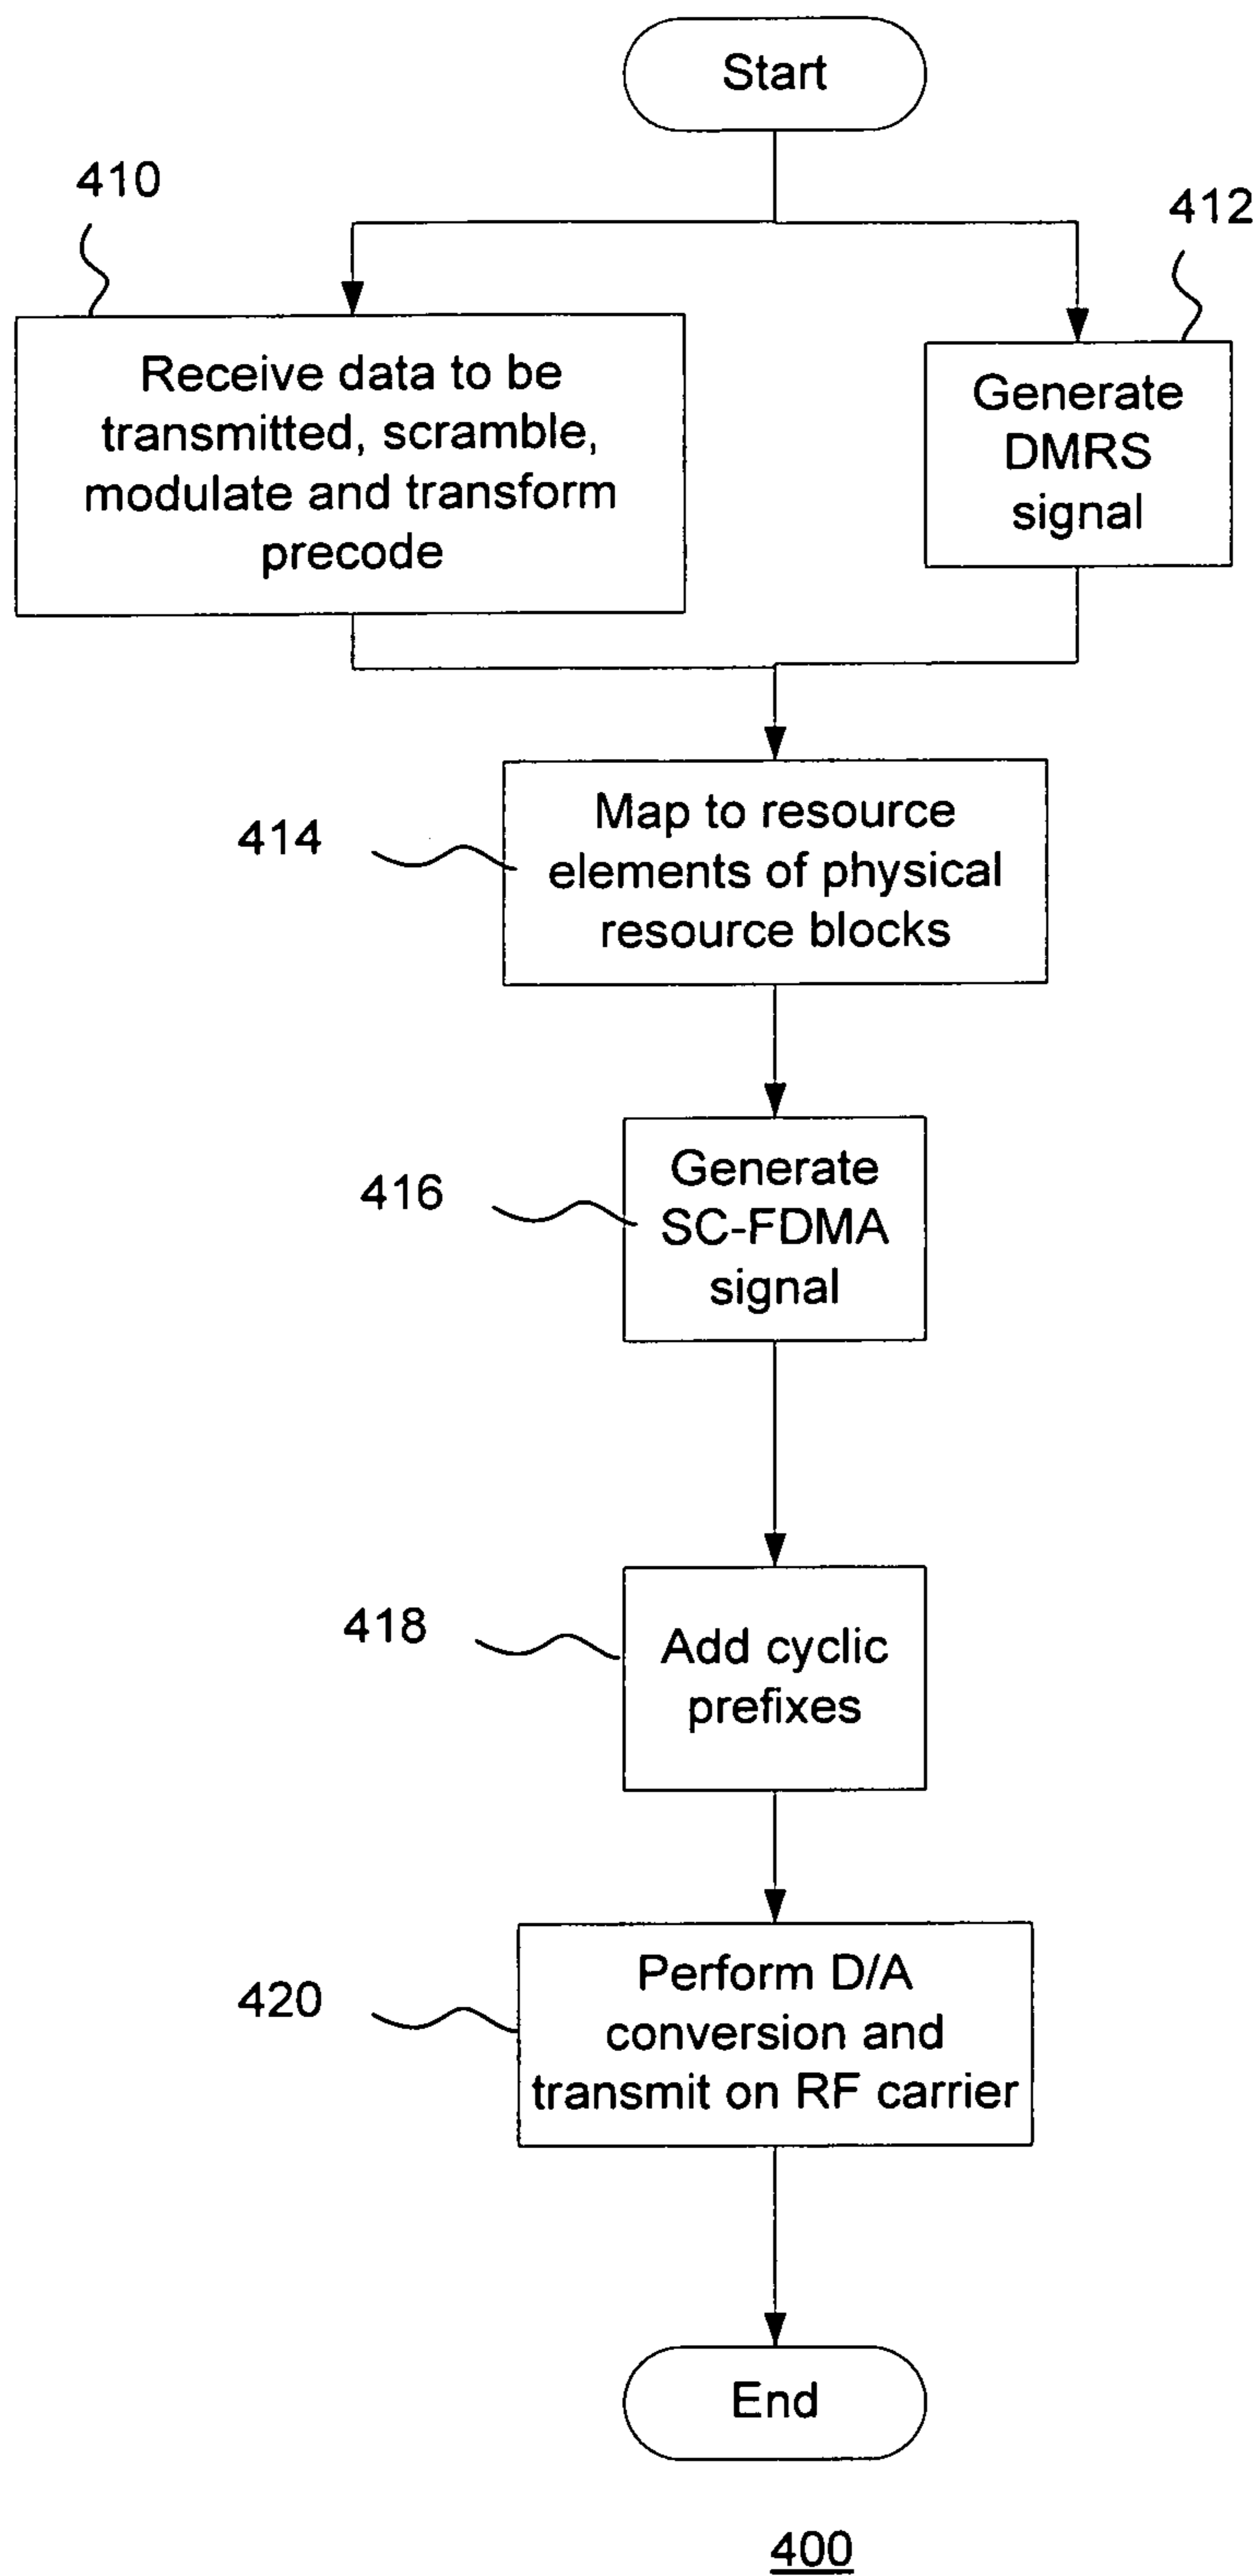 Start
410
412
Receive data to be
transmitted, scramble,
modulate and transform
precode
Generate
DMRS
signal
414
Map to resource
elements of physical
resource blocks
416
Generate
SC-FDMA
signal
418
Add cyclic
prefixes
420
Perform D/A
conversion and
transmit on RF carrier
End
400